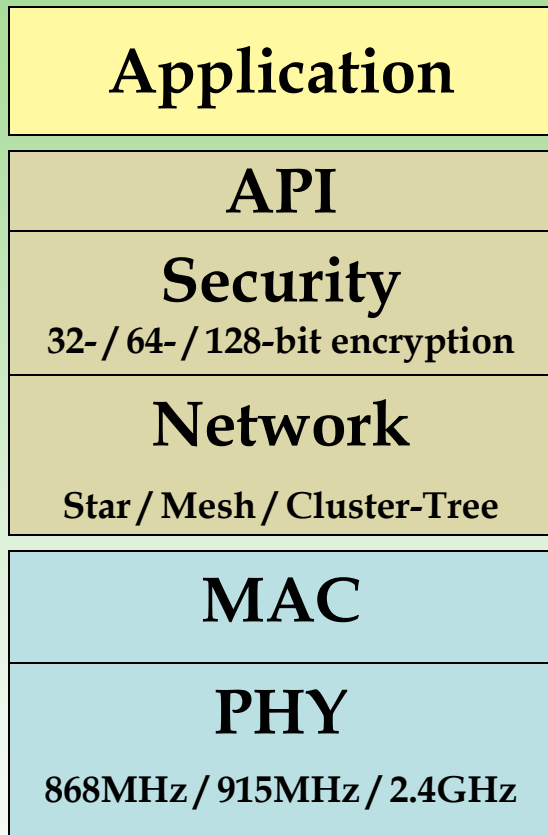 Application
API
Security
32- / 64- / 128-bit encryption
Network
Star / Mesh / Cluster-Tree
MAC
PHY
868MHz / 915MHz / 2.4GHz